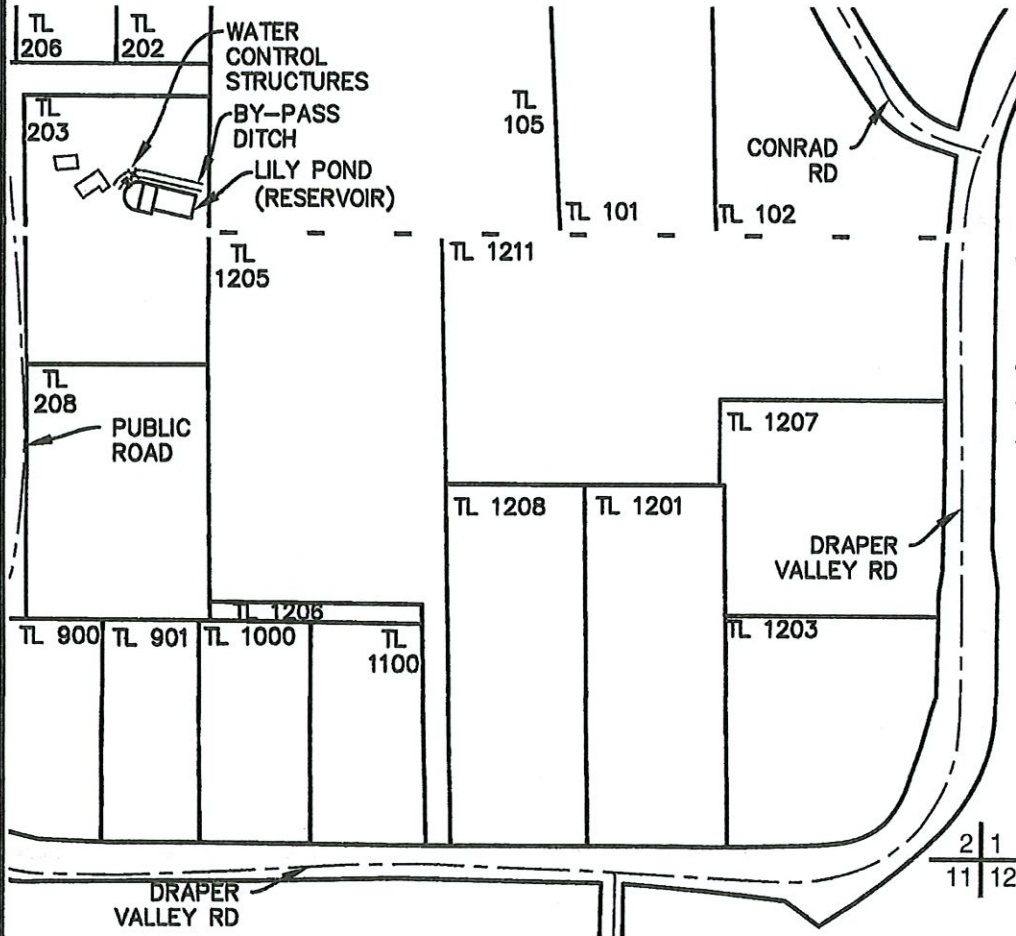 TL
206
TL
202
WATER
CONTROL
STRUCTURES
TL
203
BY-PASS
DITCH
LILY POND
(RESERVOIR)
TL
105
CONRAD
RD
TL 101
TL 102
TL
1205
TL 1211
TL
208
PUBLIC
ROAD
TL 1207
TL 1208
TL 1201
DRAPER
VALLEY RD
TL 1206
TL 900
TL 901
TL 1000
TL
1100
TL 1203
DRAPER
VALLEY RD
2 1
11 12